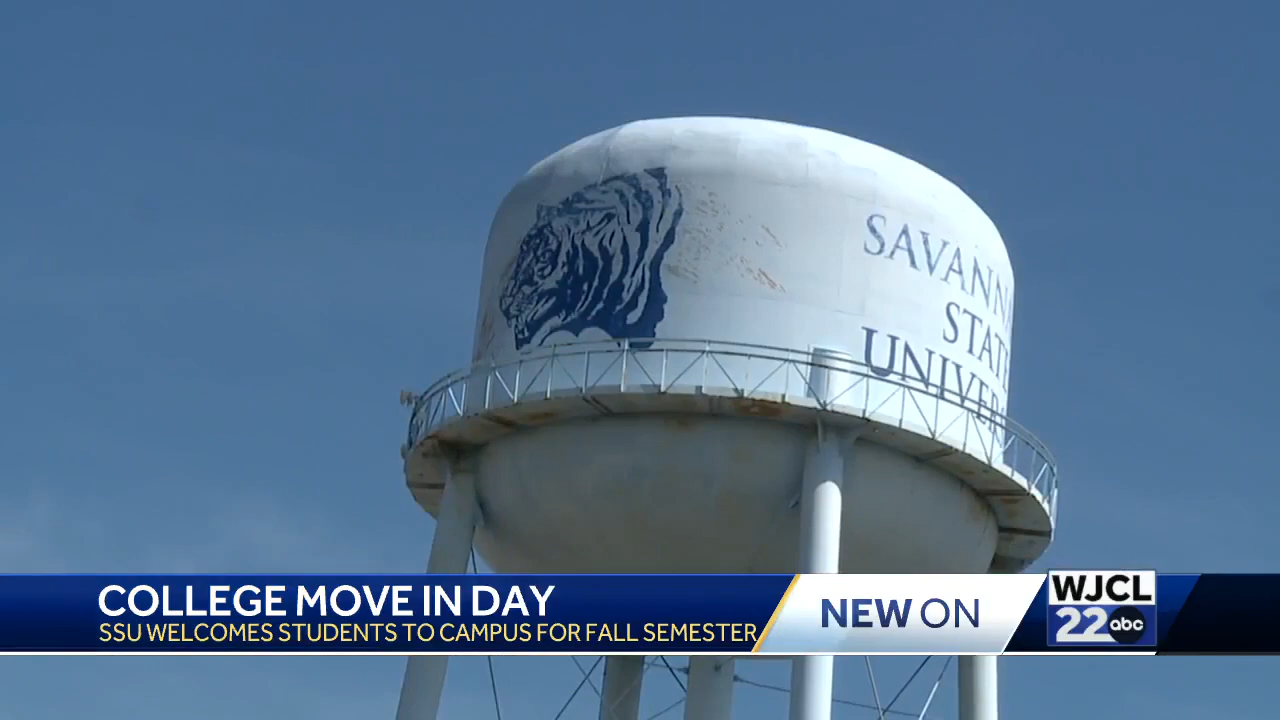 SAVANN
STATE
UNIVER
COLLEGE MOVE IN DAY
SSU WELCOMES STUDENTS TO CAMPUS FOR FALL SEMESTER
NEW ON
WJCL
22 abc